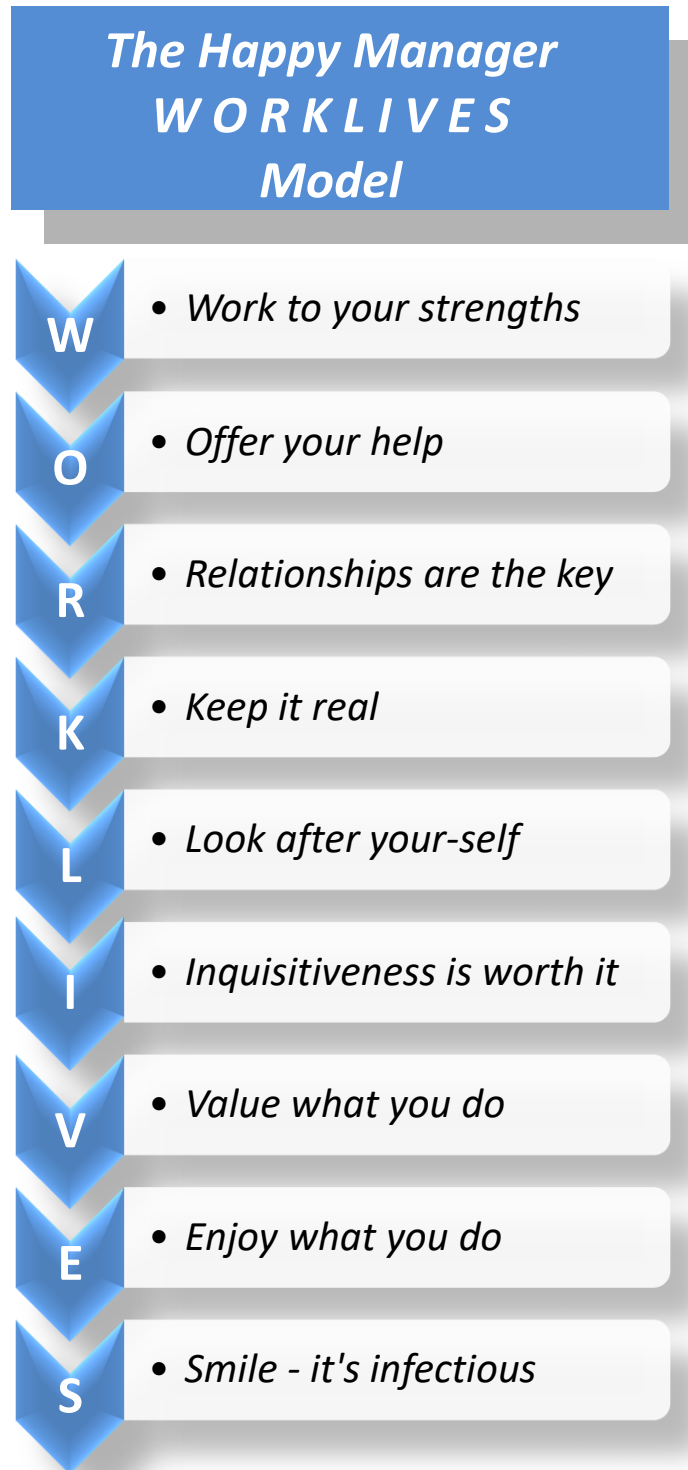 The Happy Manager
W O R K L I V E S
Model
W • Work to your strengths
O • Offer your help
R • Relationships are the key
K • Keep it real
L • Look after your-self
I • Inquisitiveness is worth it
V • Value what you do
E • Enjoy what you do
S • Smile - it's infectious